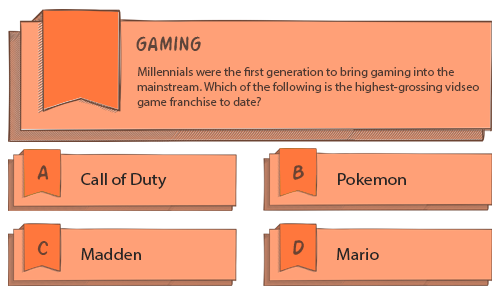 GAMING
Millennials were the first generation to bring gaming into the
mainstream. Which of the following is the highest-grossing vidseo
game franchise to date?
A Call of Duty
B Pokemon
C Madden
D Mario